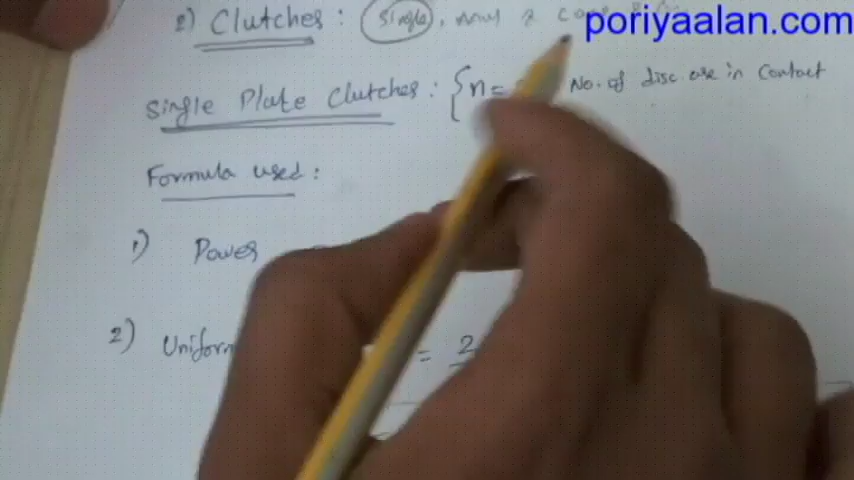 poriyaalan.com
2) Clutches : Single,
Single Plate Clutches : { n = No. of disc are in Contact
Formula used :
1) Power
2) Uniform = 2